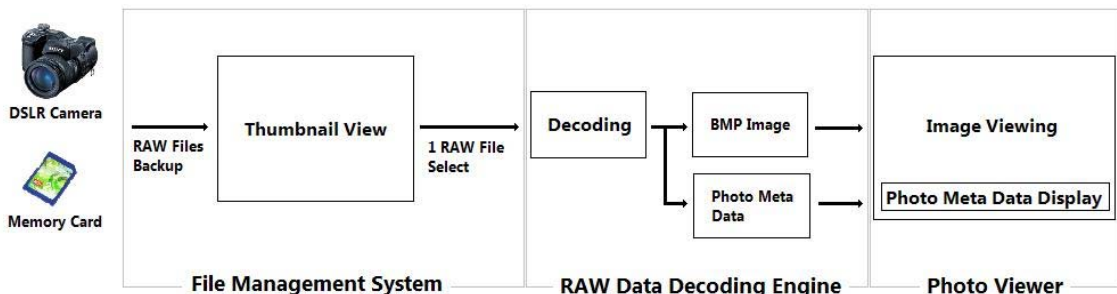 DSLR Camera
Memory Card
RAW Files
Backup
Thumbnail View
1 RAW File
Select
File Management System
Decoding
BMP Image
Photo Meta
Data
RAW Data Decoding Engine
Image Viewing
Photo Meta Data Display
Photo Viewer